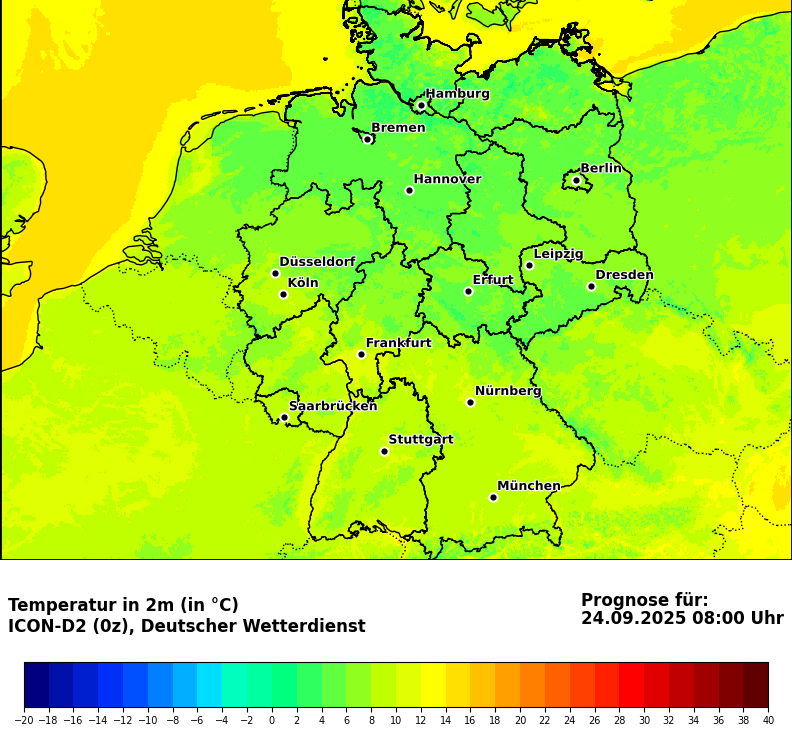 Hamburg
Bremen
Berlin
Hannover
Leipzig
Düsseldorf
Dresden
Köln
Erfurt
Frankfurt
Nürnberg
Saarbrücken
Stuttgart
München
Temperatur in 2m (in °C)
ICON-D2 (0z), Deutscher Wetterdienst
Prognose für:
24.09.2025 08:00 Uhr
−20 −18 −16 −14 −12 −10 −8 −6 −4 −2 0 2 4 6 8 10 12 14 16 18 20 22 24 26 28 30 32 34 36 38 40